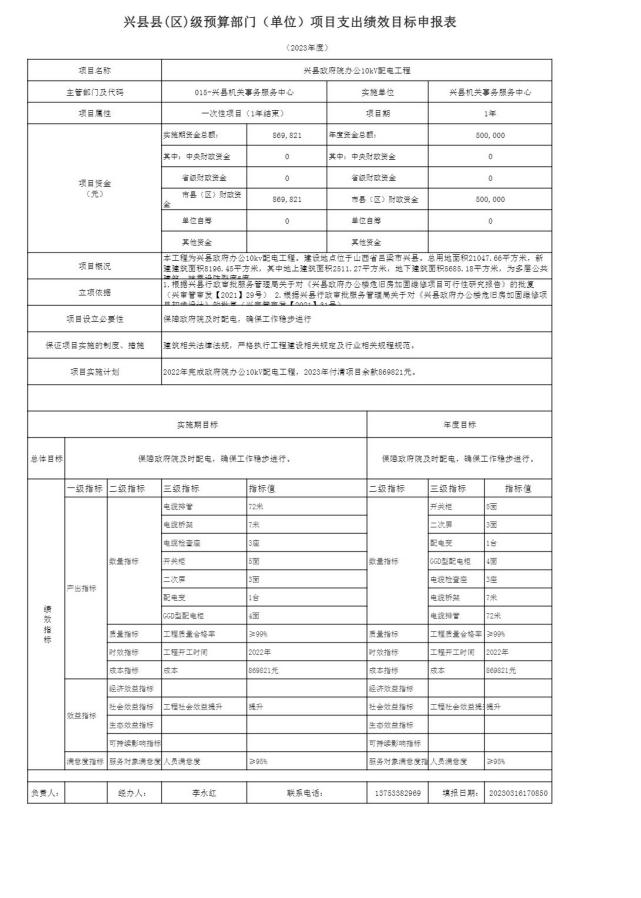 兴县县(区)级预算部门（单位）项目支出绩效目标申报表
（2023年度）
项目名称 兴县政府院办公10kV配电工程
主管部门及代码 015-兴县机关事务服务中心 实施单位 兴县机关事务服务中心
项目属性 一次性项目（1年结束） 项目期 1年
项目资金（元） 实施期资金总额： 869,821 年度资金总额： 500,000
其中：中央财政资金 0 其中：中央财政资金 0
省级财政资金 0 省级财政资金 0
市县（区）财政资金 869,821 市县（区）财政资金 500,000
单位自筹 0 单位自筹 0
其他资金 其他资金
项目概况 本工程为兴县政府办公10kv配电工程。建设地点位于山西省吕梁市兴县。总用地面积21047.66平方米，新
建建筑面积8196.45平方米，其中地上建筑面积2511.27平方米，地下建筑面积5685.18平方米，为多层公共
立项依据 1.根据兴县行政审批服务管理局关于对《兴县政府办公楼危旧房加固维修项目可行性研究报告》的批复
（兴审管审发【2021】29号） 2.根据兴县行政审批服务管理局关于对《兴县政府办公楼危旧房加固维修项
项目设立必要性 保障政府院及时配电，确保工作稳步进行
保证项目实施的制度、措施 建筑相关法律法规，严格执行工程建设相关规定及行业相关规程规范。
项目实施计划 2022年完成政府院办公10kV配电工程，2023年付清项目余款869821元。
实施期目标 年度目标
总体目标 保障政府院及时配电，确保工作稳步进行。 保障政府院及时配电，确保工作稳步进行。
绩效指标 一级指标 二级指标 三级指标 指标值 二级指标 三级指标 指标值
产出指标 数量指标 电缆排管 72米 数量指标 开关柜 5面
电缆桥架 7米 二次屏 3面
电缆检查座 3座 配电变 1台
开关柜 5面 GGD型配电柜 4面
二次屏 3面 电缆检查座 3座
配电变 1台 电缆桥架 7米
GGD型配电柜 4面 电缆排管 72米
质量指标 工程质量合格率 ≥99% 质量指标 工程质量合格率 ≥99%
时效指标 工程开工时间 2022年 时效指标 工程开工时间 2022年
成本指标 成本 869821元 成本指标 成本 869821元
效益指标 经济效益指标 经济效益指标
社会效益指标 工程社会效益提升 提升 社会效益指标 工程社会效益提 提升
生态效益指标 生态效益指标
可持续影响指标 可持续影响指标
满意度指标 服务对象满意度 人员满意度 ≥95% 服务对象满意度指 人员满意度 ≥95%
负责人： 经办人： 李永红 联系电话： 13753382969 填报日期： 20230316170850